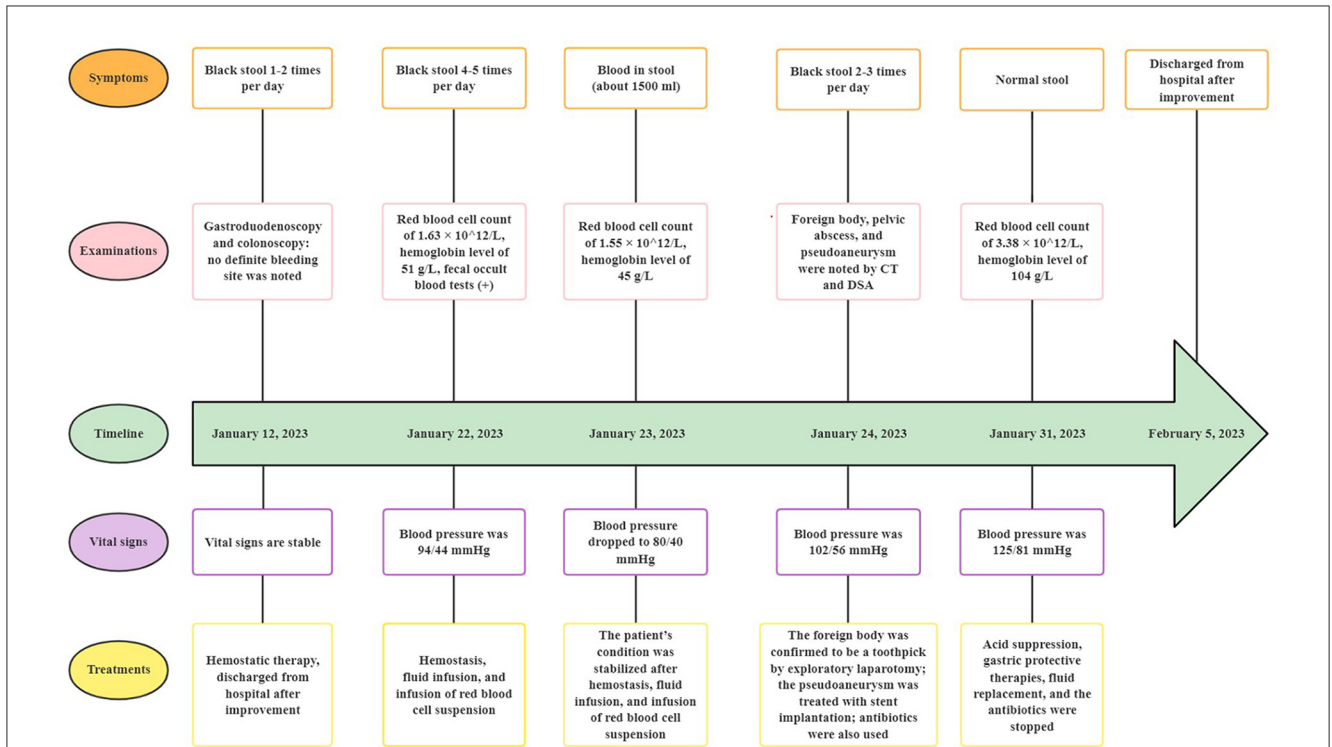 Symptoms
Black stool 1-2 times
per day
Black stool 4-5 times
per day
Blood in stool
(about 1500 ml)
Black stool 2-3 times
per day
Normal stool
Discharged from
hospital after
improvement
Examinations
Gastroduodenoscopy
and colonoscopy:
no definite bleeding
site was noted
Red blood cell count
of 1.63 × 10^12/L,
hemoglobin level of
51 g/L, fecal occult
blood tests (+)
Red blood cell count
of 1.55 × 10^12/L,
hemoglobin level of
45 g/L
Foreign body, pelvic
abscess, and
pseudoaneurysm
were noted by CT
and DSA
Red blood cell count
of 3.38 × 10^12/L,
hemoglobin level of
104 g/L
Timeline
January 12, 2023
January 22, 2023
January 23, 2023
January 24, 2023
January 31, 2023
February 5, 2023
Vital signs
Vital signs are stable
Blood pressure was
94/44 mmHg
Blood pressure
dropped to 80/40
mmHg
Blood pressure was
102/56 mmHg
Blood pressure was
125/81 mmHg
Treatments
Hemostatic therapy,
discharged from
hospital after
improvement
Hemostasis,
fluid infusion, and
infusion of red blood
cell suspension
The patient's
condition was
stabilized after
hemostasis, fluid
infusion, and infusion
of red blood cell
suspension
The foreign body was
confirmed to be a toothpick
by exploratory laparotomy;
the pseudoaneurysm was
treated with stent
implantation; antibiotics
were also used
Acid suppression,
gastric protective
therapies, fluid
replacement, and the
antibiotics were
stopped